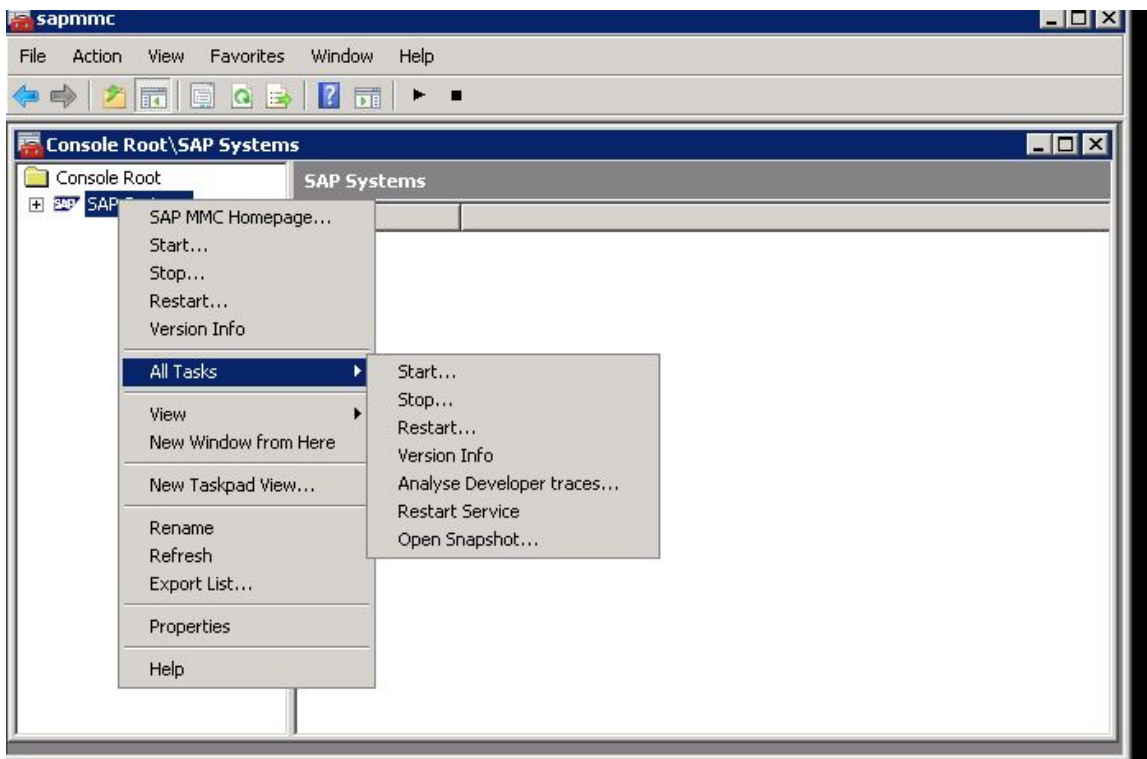 sapmmc
File Action View Favorites Window Help
Console Root\SAP Systems
Console Root
SAP Systems
SAP
SAP
SAP MMC Homepage...
Start...
Stop...
Restart...
Version Info
All Tasks
View
New Window from Here
New Taskpad View...
Rename
Refresh
Export List...
Properties
Help
Start...
Stop...
Restart...
Version Info
Analyse Developer traces...
Restart Service
Open Snapshot...